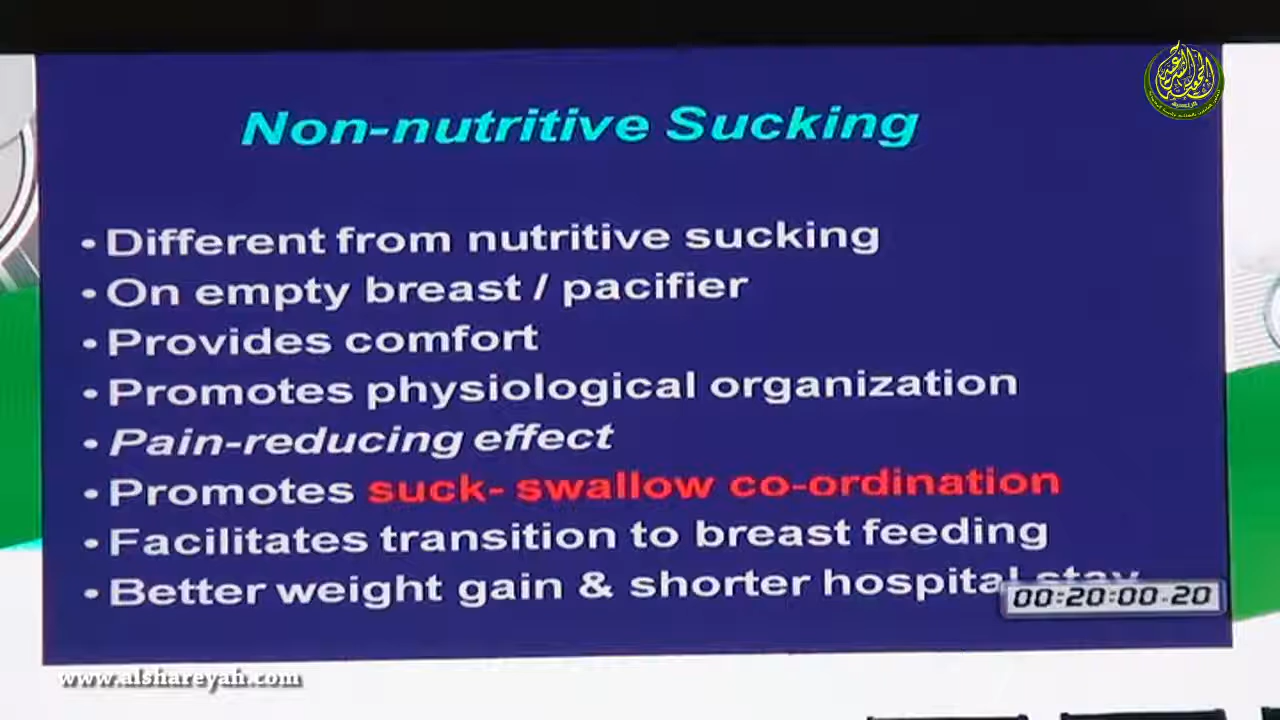 Non-nutritive Sucking
• Different from nutritive sucking
• On empty breast / pacifier
• Provides comfort
• Promotes physiological organization
• Pain-reducing effect
• Promotes suck- swallow co-ordination
• Facilitates transition to breast feeding
• Better weight gain & shorter hospital stay
00:20:00-20
www.alshareyah.com